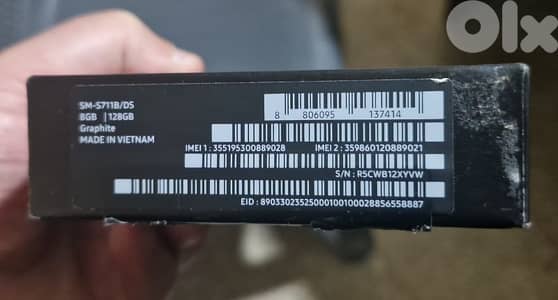 OLX
SM-S711B/DS
8GB | 128GB
Graphite
MADE IN VIETNAM
8 806095 137414
IMEI 1 : 355195300889028 IMEI 2 : 359860120889021
S/N : R5CWB12XYVW
EID : 89033023525000100100028856558887